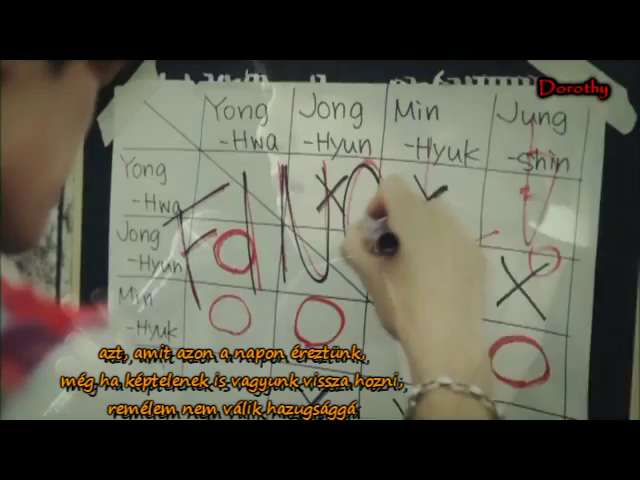 Dorothy
Yong Jong Min Jung
-Hwa -Hyun -Hyuk -Shin
Yong
-Hwa X
Jong
-Hyun O X
Min
-Hyuk O O O
azt, amit azon a napon éreztünk,
még ha képtelenek is vagyunk vissza hozni,
remélem nem válik hazugsággá